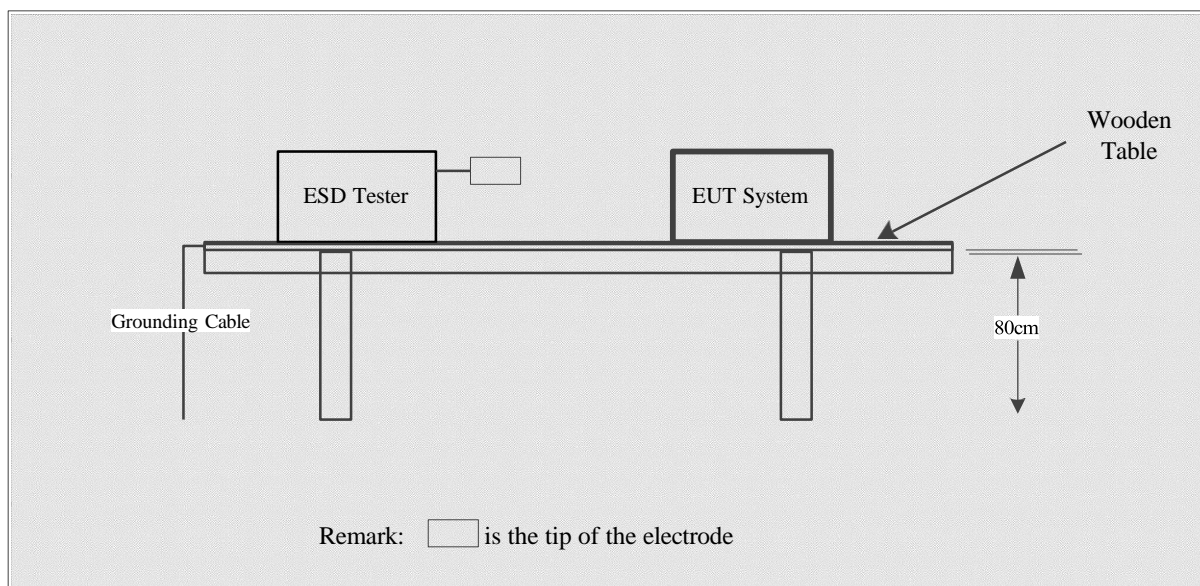 Wooden
Table
ESD Tester
EUT System
Grounding Cable
80cm
Remark: is the tip of the electrode